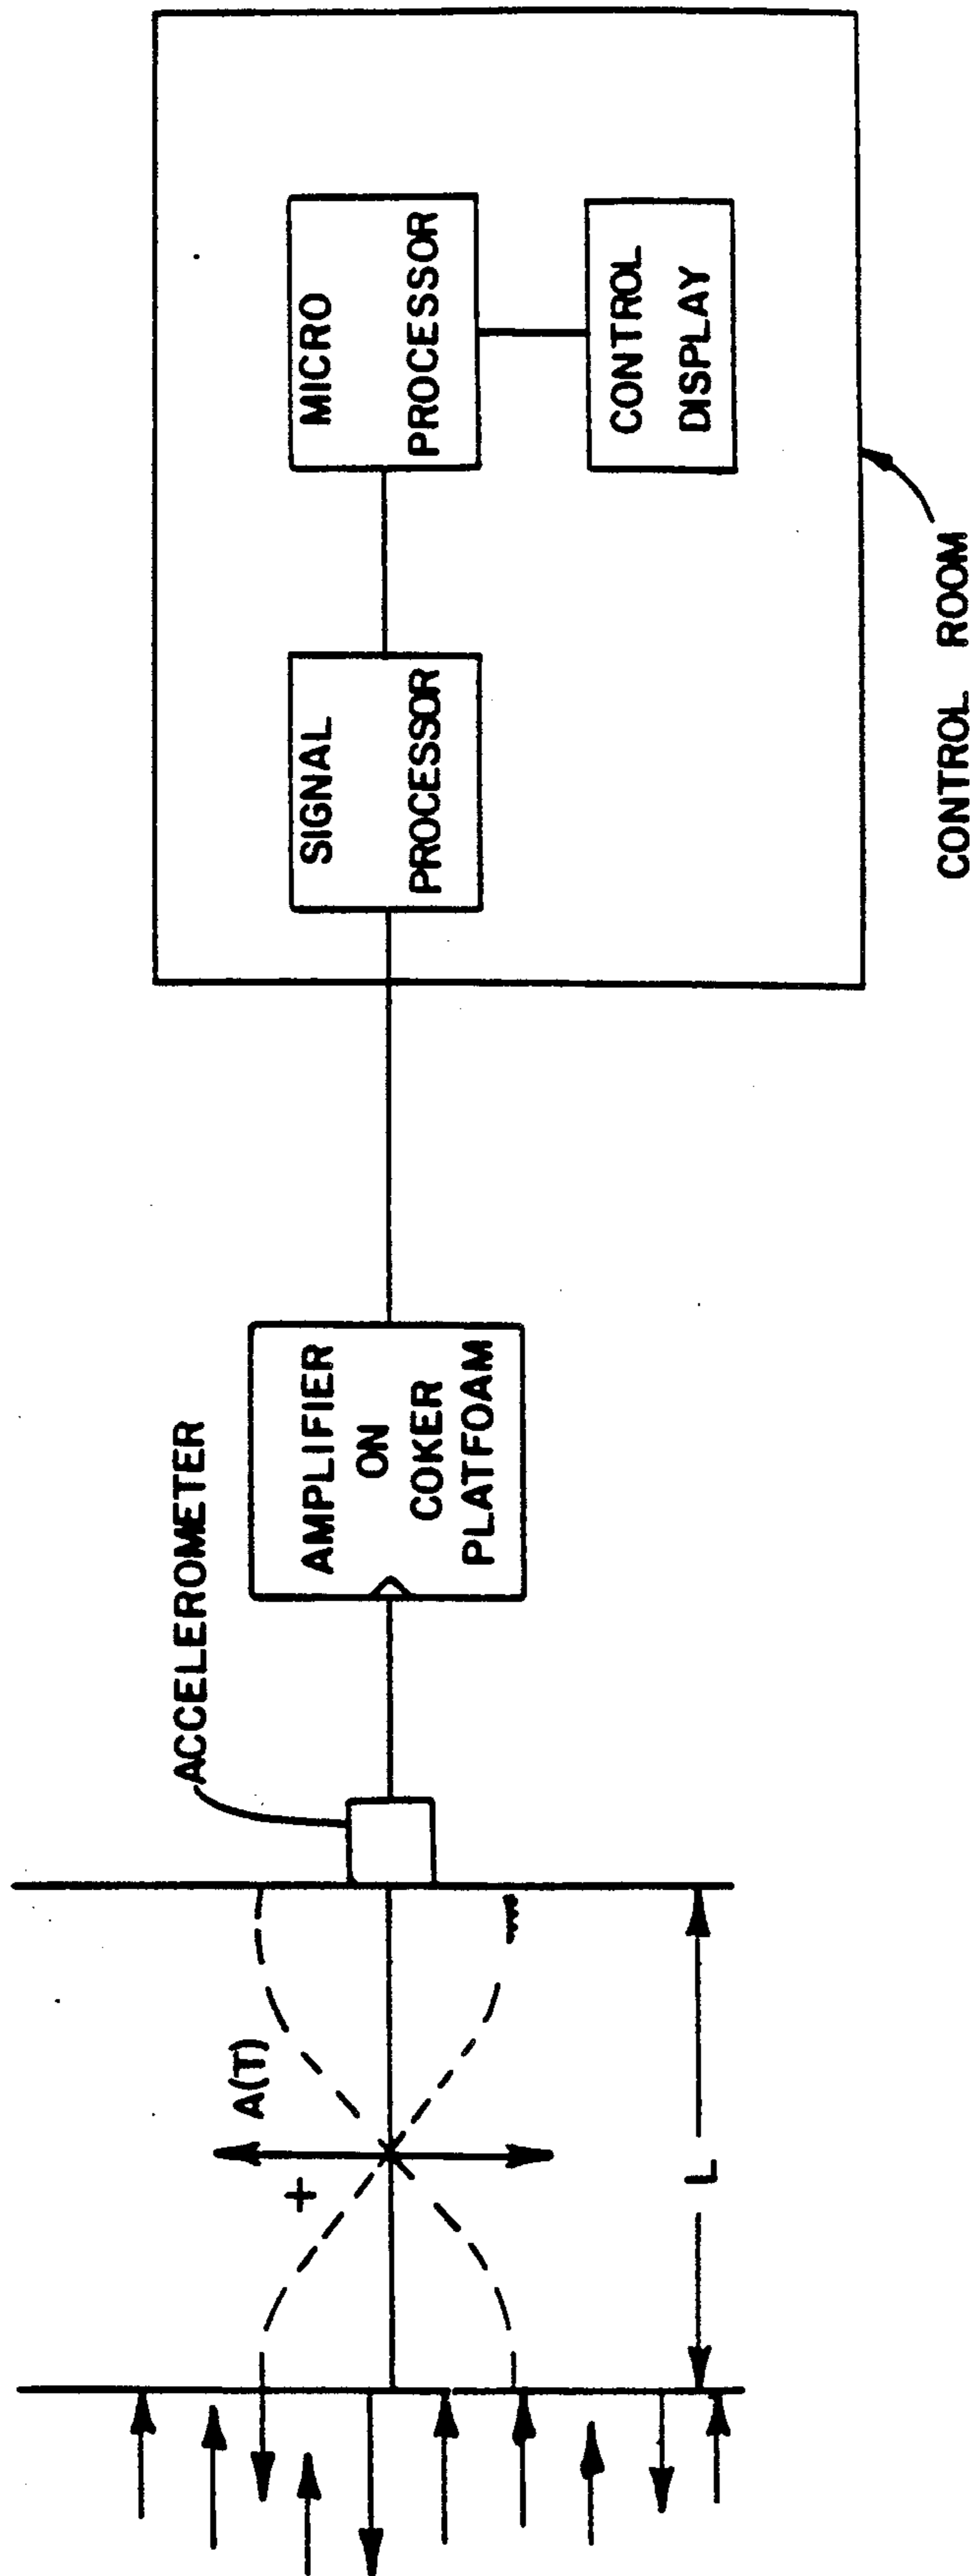 A(T)
+
L
ACCELEROMETER
AMPLIFIER
ON
COKER
PLATFOAM
SIGNAL
PROCESSOR
MICRO
PROCESSOR
CONTROL
DISPLAY
CONTROL ROOM